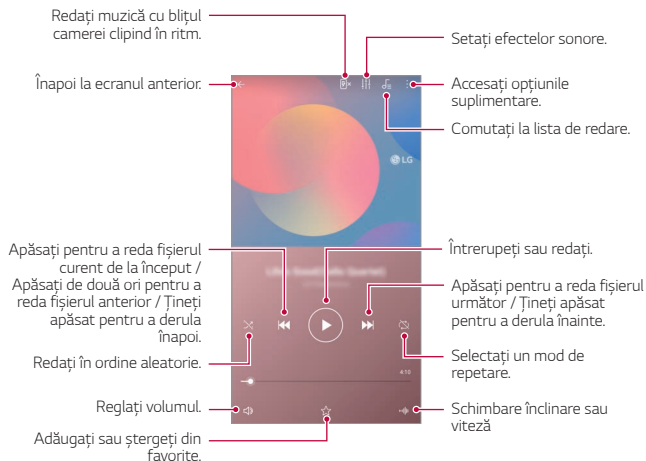 Redați muzică cu blițul
camerei clipind în ritm.
Setați efectelor sonore.
Înapoi la ecranul anterior.
Accesați opțiunile
suplimentare.
Comutați la lista de redare.
LG
Apăsați pentru a reda fișierul
curent de la început /
Apăsați de două ori pentru a
reda fișierul anterior / Țineți
apăsat pentru a derula
înapoi.
Întrerupeți sau redați.
Apăsați pentru a reda fișierul
următor / Țineți apăsat
pentru a derula înainte.
Redați în ordine aleatorie.
Selectați un mod de
repetare.
4:10
Reglați volumul.
Schimbare înclinare sau
viteză
Adăugați sau ștergeți din
favorite.